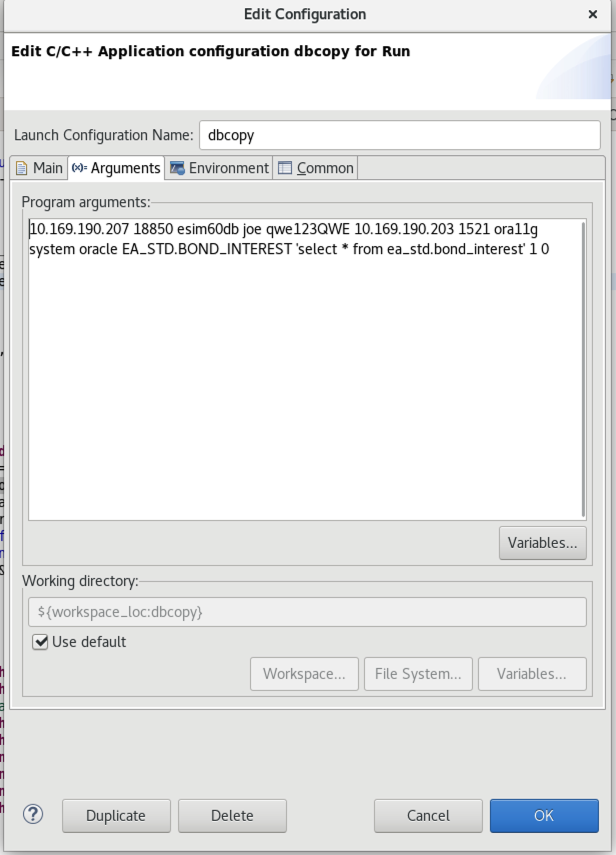 Edit Configuration
Edit C/C++ Application configuration dbcopy for Run
Launch Configuration Name: dbcopy
Main (x)= Arguments Environment Common
Program arguments:
10.169.190.207 18850 esim60db joe qwe123QWE 10.169.190.203 1521 ora11g
system oracle EA_STD.BOND_INTEREST 'select * from ea_std.bond_interest' 1 0
Variables...
Working directory:
${workspace_loc:dbcopy}
Use default
Workspace... File System... Variables...
Duplicate Delete Cancel OK